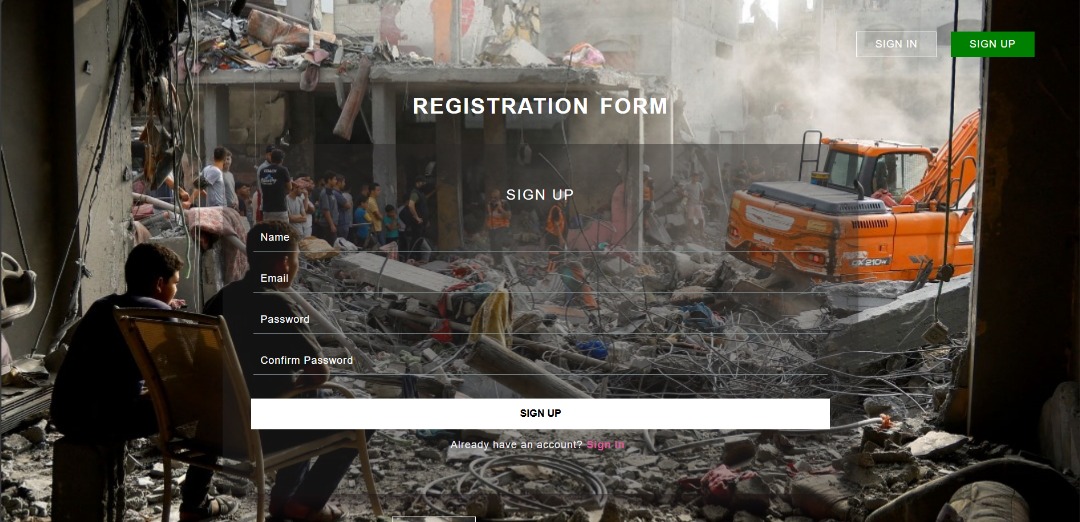 SIGN IN
SIGN UP
REGISTRATION FORM
SIGN UP
Name
Email
Password
Confirm Password
SIGN UP
Already have an account? Sign in